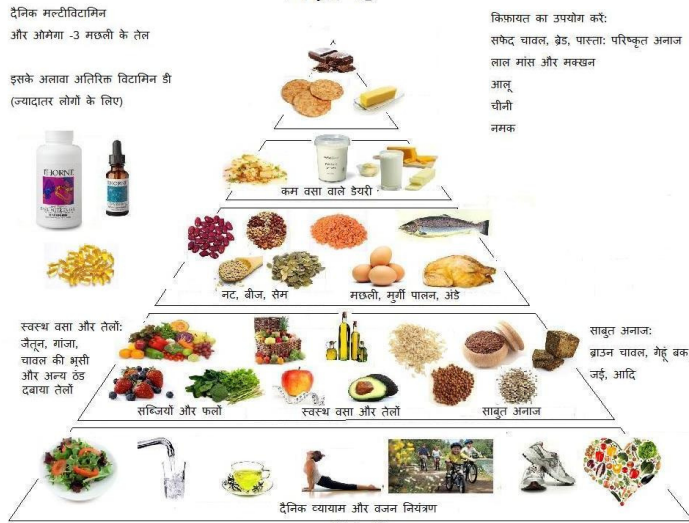 दैनिक मल्टीविटामिन
और ओमेगा -3 मछली के तेल
इसके अलावा अतिरिक्त विटामिन डी
(ज्यादातर लोगों के लिए)
किफ़ायत का उपयोग करें:
सफेद चावल, ब्रेड, पास्ता: परिष्कृत अनाज
लाल मांस और मक्खन
आलू
चीनी
नमक
THORNE
कम वसा वाले डेयरी
नट, बीज, सेम
मछली, मुर्गी पालन, अंडे
स्वस्थ वसा और तेलों:
जैतून, गांजा,
चावल की भूसी
और अन्य ठंड
दबाया तेलों
साबुत अनाज:
ब्राउन चावल, गेहूं बक
जई, आदि
सब्जियों और फलों
स्वस्थ वसा और तेलों
साबुत अनाज
दैनिक व्यायाम और वजन नियंत्रण